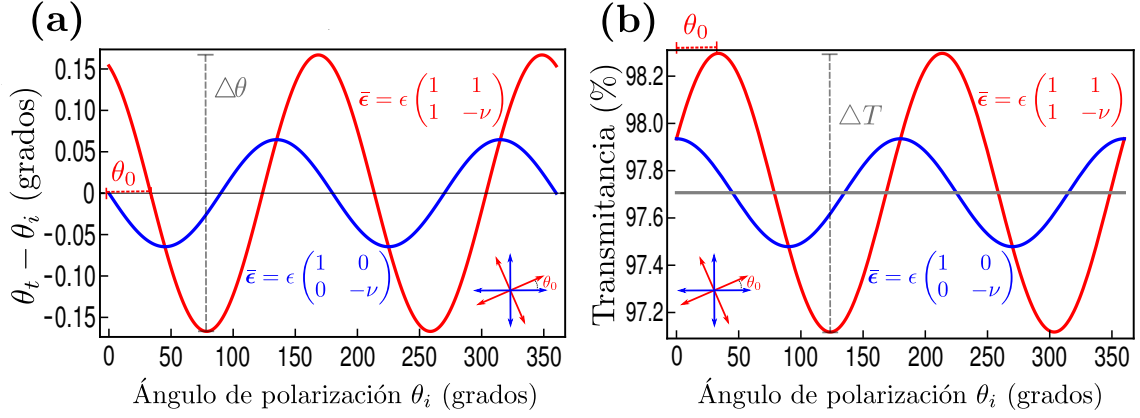 (a)
0.15
0.10
0.05
0
-0.05
-0.10
-0.15
θt − θi (grados)
θ0
△θ
ε̄ = ϵ (1 1
1 −ν)
ε̄ = ϵ (1 0
0 −ν)
θ0
0 50 100 150 200 250 300 350
Ángulo de polarización θi (grados)
(b)
θ0
98.2
98.0
97.8
97.6
97.4
97.2
Transmitancia (%)
△T
ε̄ = ϵ (1 1
1 −ν)
ε̄ = ϵ (1 0
0 −ν)
θ0
0 50 100 150 200 250 300 350
Ángulo de polarización θi (grados)